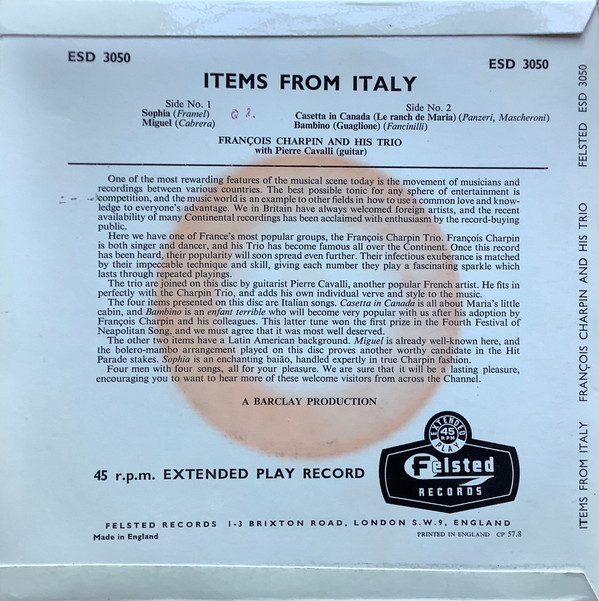 ESD 3050
ESD 3050
ITEMS FROM ITALY
Side No. 1
Sophia (Framel)
Miguel (Cabrera)
Side No. 2
Casetta in Canada (Le ranch de Maria) (Panzeri, Mascheroni)
Bambino (Guaglione) (Fancinilli)
FRANÇOIS CHARPIN AND HIS TRIO
with Pierre Cavalli (guitar)
One of the most rewarding features of the musical scene today is the movement of musicians and
recordings between various countries. The best possible tonic for any sphere of entertainment is
competition, and the music world is an example to other fields in how to use a common love and know-
ledge to everyone's advantage. We in Britain have always welcomed foreign artists, and the recent
availability of many Continental recordings has been acclaimed with enthusiasm by the record-buying
public.
Here we have one of France's most popular groups, the François Charpin Trio. François Charpin
is both singer and dancer, and his Trio has become famous all over the Continent. Once this record
has been heard, their popularity will soon spread even further. Their infectious exuberance is matched
by their impeccable technique and skill, giving each number they play a fascinating sparkle which
lasts through repeated playings.
The trio are joined on this disc by guitarist Pierre Cavalli, another popular French artist. He fits in
perfectly with the Charpin Trio, and adds his own individual verve and style to the music.
The four items presented on this disc are Italian songs. Casetta in Canada is all about Maria's little
cabin, and Bambino is an enfant terrible who will become very popular with us after his adoption by
François Charpin and his colleagues. This latter tune won the first prize in the Fourth Festival of
Neapolitan Song, and we must agree that it was most well deserved.
The other two items have a Latin American background. Miguel is already well-known here, and
the bolero-mambo arrangement played on this disc proves another worthy candidate in the Hit
Parade stakes. Sophia is an enchanting baião, handled expertly in true Charpin fashion.
Four men with four songs, all for your pleasure. We are sure that it will be a lasting pleasure,
encouraging you to want to hear more of these welcome visitors from across the Channel.
A BARCLAY PRODUCTION
45 r.p.m. EXTENDED PLAY RECORD
EXTENDED
45
RPM
PLAY
Felsted
RECORDS
FELSTED RECORDS 1-3 BRIXTON ROAD, LONDON S.W.9, ENGLAND
Made in England
PRINTED IN ENGLAND CP 57.8
ITEMS FROM ITALY FRANÇOIS CHARPIN AND HIS TRIO FELSTED ESD 3050